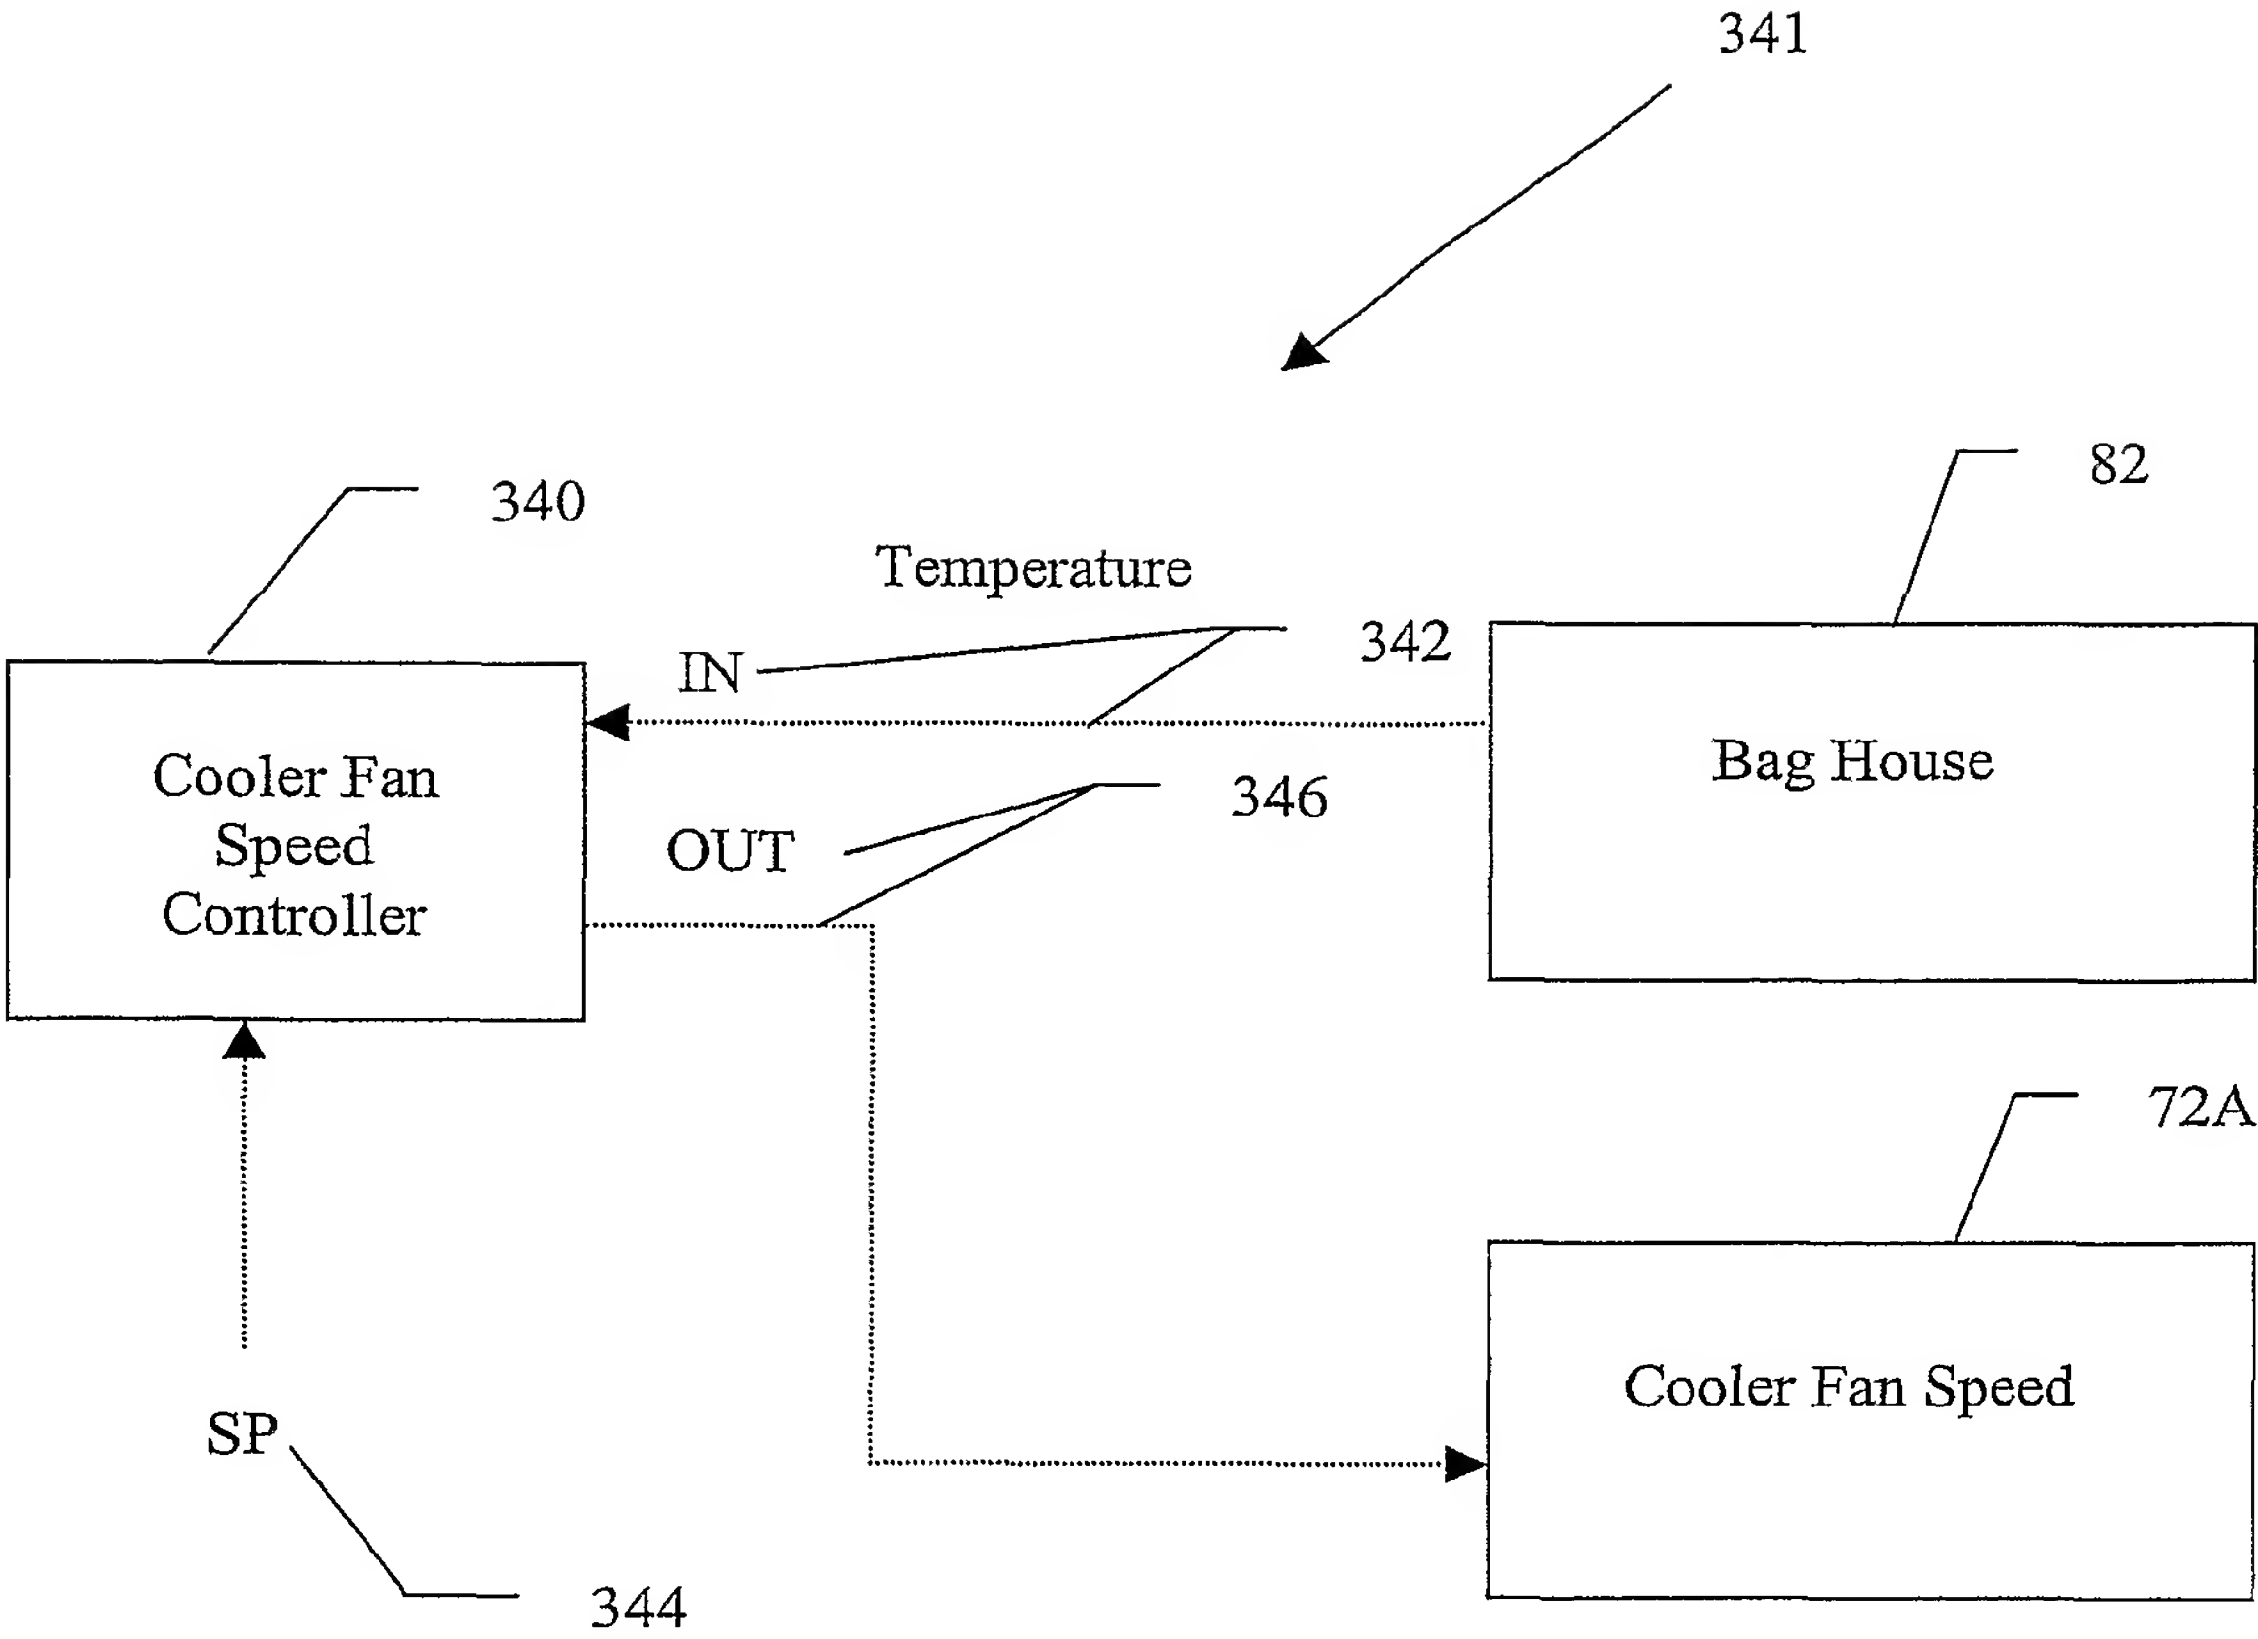 341
82
340
Temperature
342
IN
Bag House
Cooler Fan
Speed
Controller
346
OUT
72A
Cooler Fan Speed
SP
344